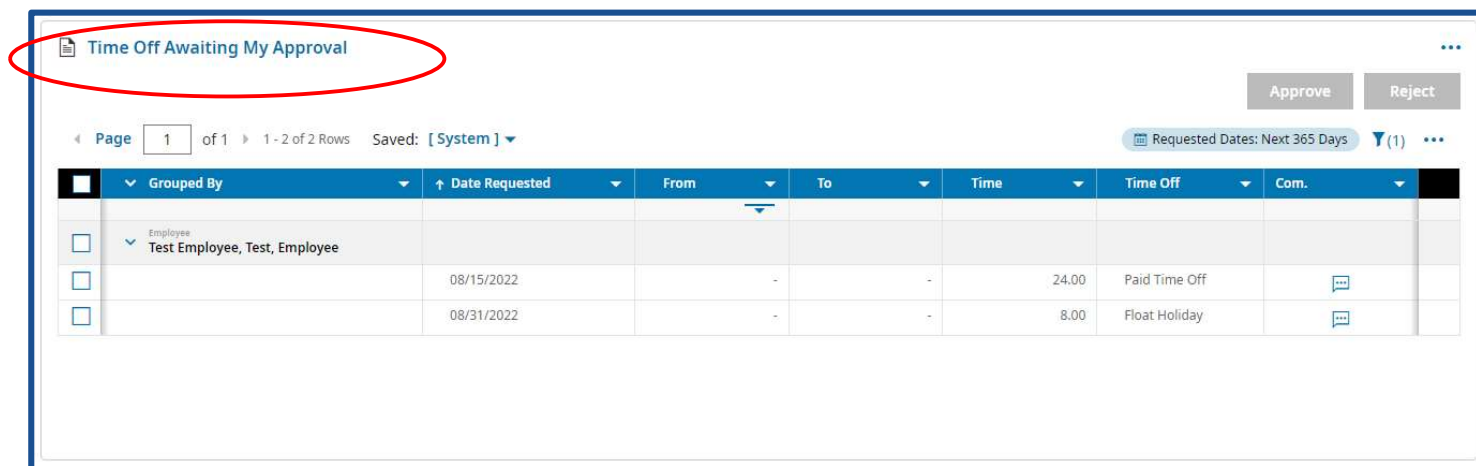 Time Off Awaiting My Approval
Approve Reject
Page 1 of 1 1 - 2 of 2 Rows Saved: [ System ] Requested Dates: Next 365 Days (1)
Grouped By Date Requested From To Time Time Off Com.
Employee
Test Employee, Test, Employee
08/15/2022 - - 24.00 Paid Time Off
08/31/2022 - - 8.00 Float Holiday